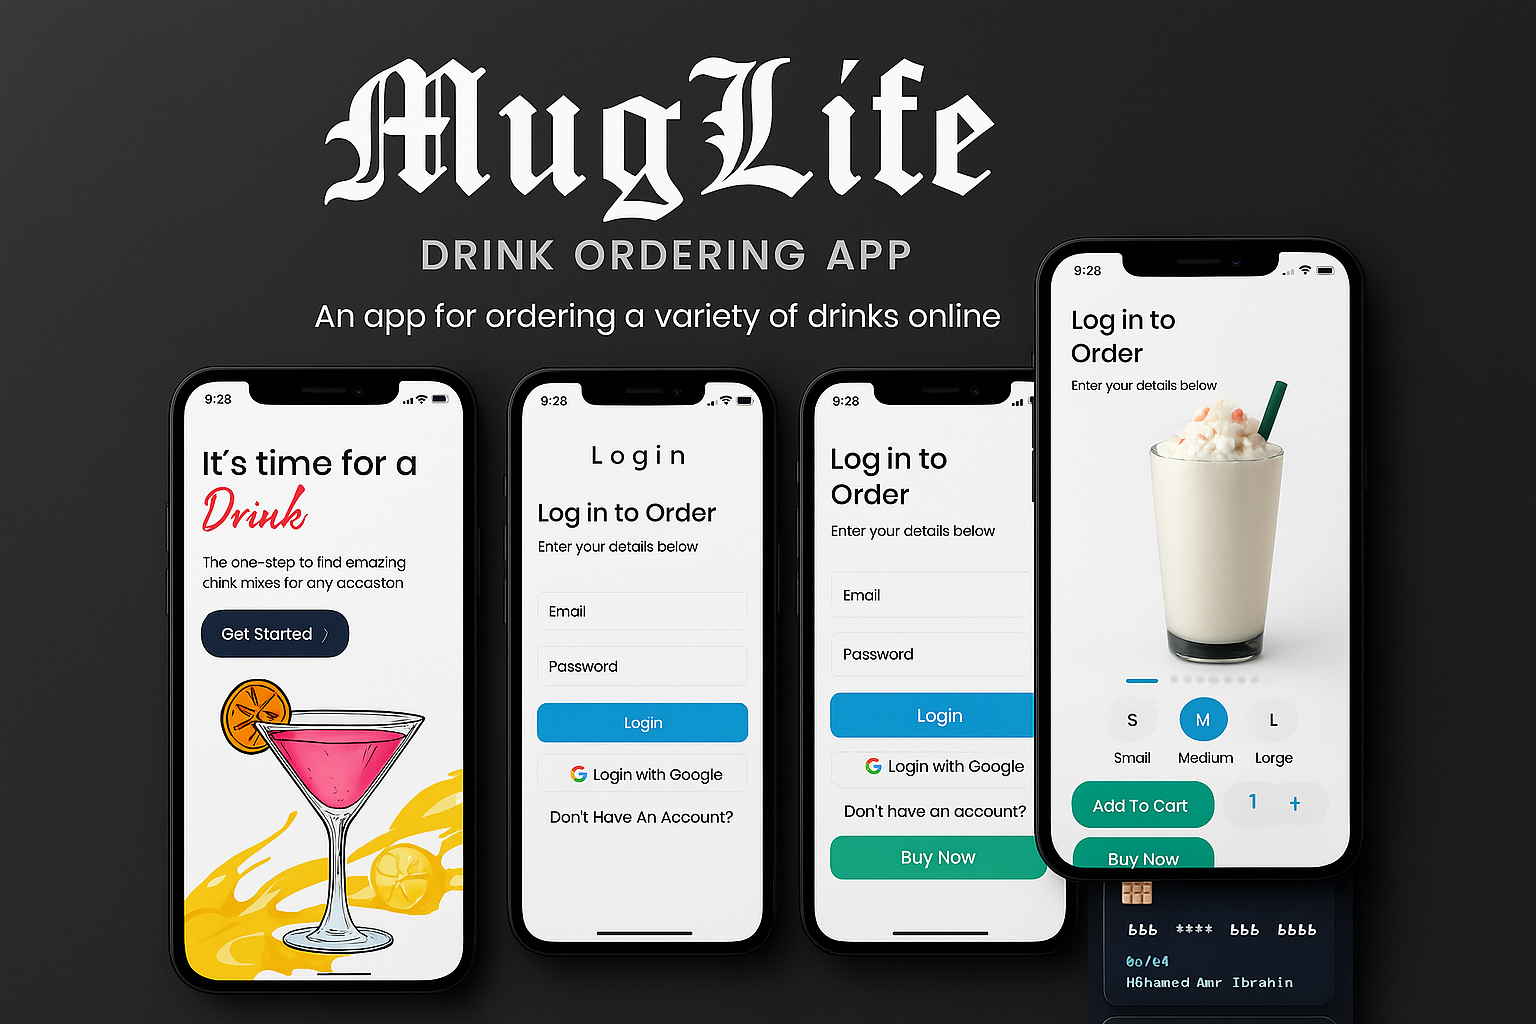 MugLife
DRINK ORDERING APP
An app for ordering a variety of drinks online
9:28
It's time for a
Drink
The one-step to find emazing
chink mixes for any accaston
Get Started >
9:28
Login
Log in to Order
Enter your details below
Email
Password
Login
Login with Google
Don't Have An Account?
9:28
Log in to
Order
Enter your details below
Email
Password
Login
Login with Google
Don't have an account?
Buy Now
9:28
Log in to
Order
Enter your details below
S M L
Smail Medium Lorge
Add To Cart 1 +
Buy Now
bbb **** bbb bbbb
0o/e4
H6hamed Amr Ibrahin